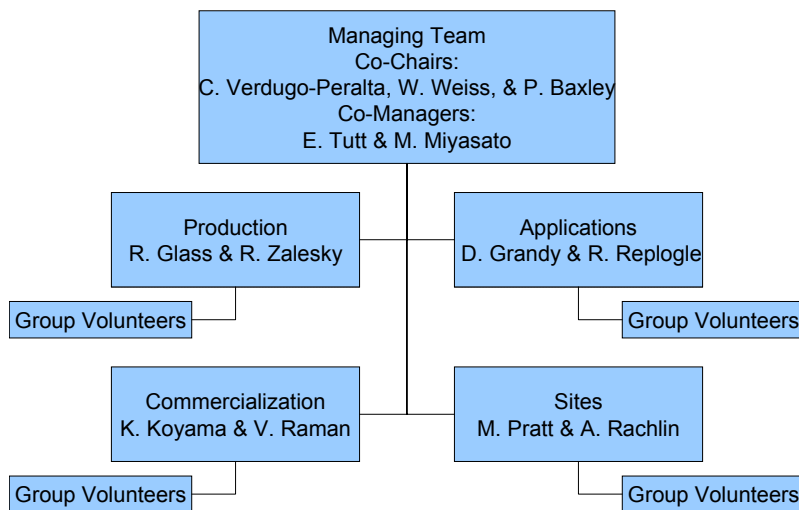 Managing Team
Co-Chairs:
C. Verdugo-Peralta, W. Weiss, & P. Baxley
Co-Managers:
E. Tutt & M. Miyasato
Production
R. Glass & R. Zalesky
Applications
D. Grandy & R. Replogle
Group Volunteers
Group Volunteers
Commercialization
K. Koyama & V. Raman
Sites
M. Pratt & A. Rachlin
Group Volunteers
Group Volunteers